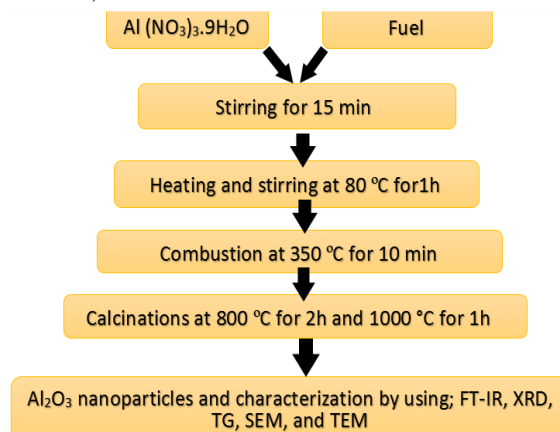 Al (NO₃)₃.9H₂O
Fuel
Stirring for 15 min
Heating and stirring at 80 ºC for1h
Combustion at 350 ºC for 10 min
Calcinations at 800 ºC for 2h and 1000 °C for 1h
Al₂O₃ nanoparticles and characterization by using; FT-IR, XRD,
TG, SEM, and TEM